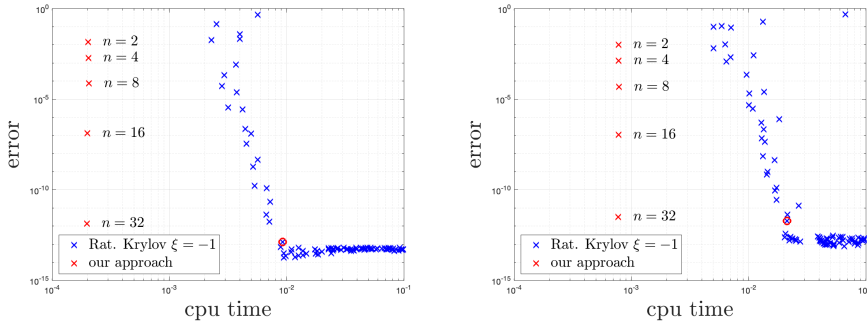 10^0
n = 2
n = 4
n = 8
10^-5
n = 16
error
10^-10
n = 32
Rat. Krylov ξ = −1
our approach
10^-15
10^-4
10^-3
10^-2
10^-1
cpu time
10^0
n = 2
n = 4
n = 8
10^-5
n = 16
error
10^-10
n = 32
Rat. Krylov ξ = −1
our approach
10^-15
10^-4
10^-3
10^-2
10
cpu time